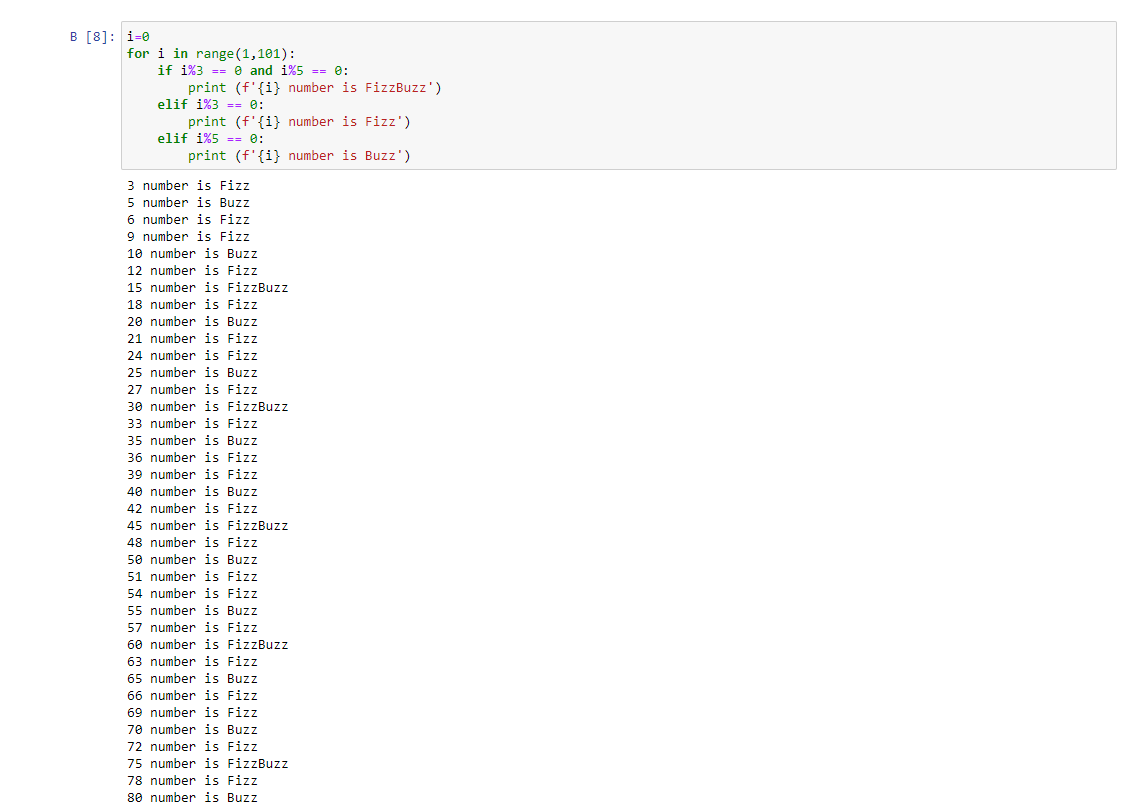 B [8]: i=0
for i in range(1,101):
    if i%3 == 0 and i%5 == 0:
        print (f'{i} number is FizzBuzz')
    elif i%3 == 0:
        print (f'{i} number is Fizz')
    elif i%5 == 0:
        print (f'{i} number is Buzz')
3 number is Fizz
5 number is Buzz
6 number is Fizz
9 number is Fizz
10 number is Buzz
12 number is Fizz
15 number is FizzBuzz
18 number is Fizz
20 number is Buzz
21 number is Fizz
24 number is Fizz
25 number is Buzz
27 number is Fizz
30 number is FizzBuzz
33 number is Fizz
35 number is Buzz
36 number is Fizz
39 number is Fizz
40 number is Buzz
42 number is Fizz
45 number is FizzBuzz
48 number is Fizz
50 number is Buzz
51 number is Fizz
54 number is Fizz
55 number is Buzz
57 number is Fizz
60 number is FizzBuzz
63 number is Fizz
65 number is Buzz
66 number is Fizz
69 number is Fizz
70 number is Buzz
72 number is Fizz
75 number is FizzBuzz
78 number is Fizz
80 number is Buzz